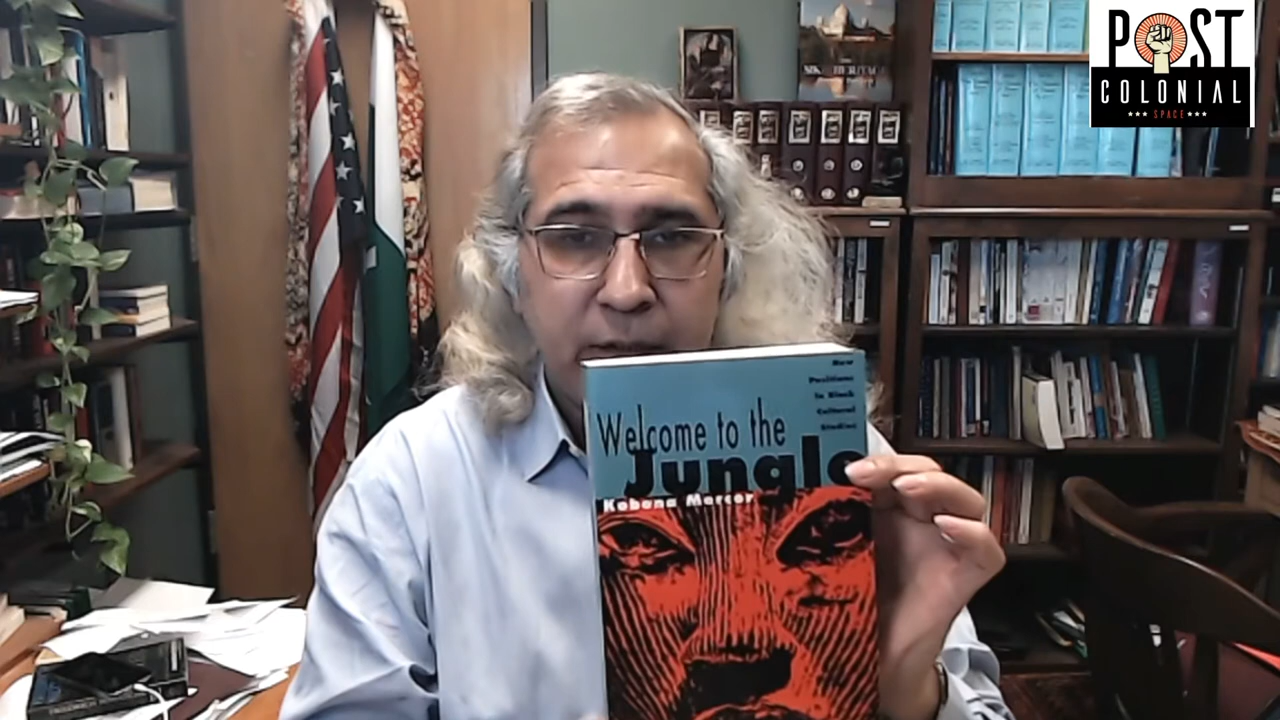 POST
COLONIAL
SPACE
New
Positions
in Black
Cultural
Studies
Welcome to the
Jungle
Kobena Mercer